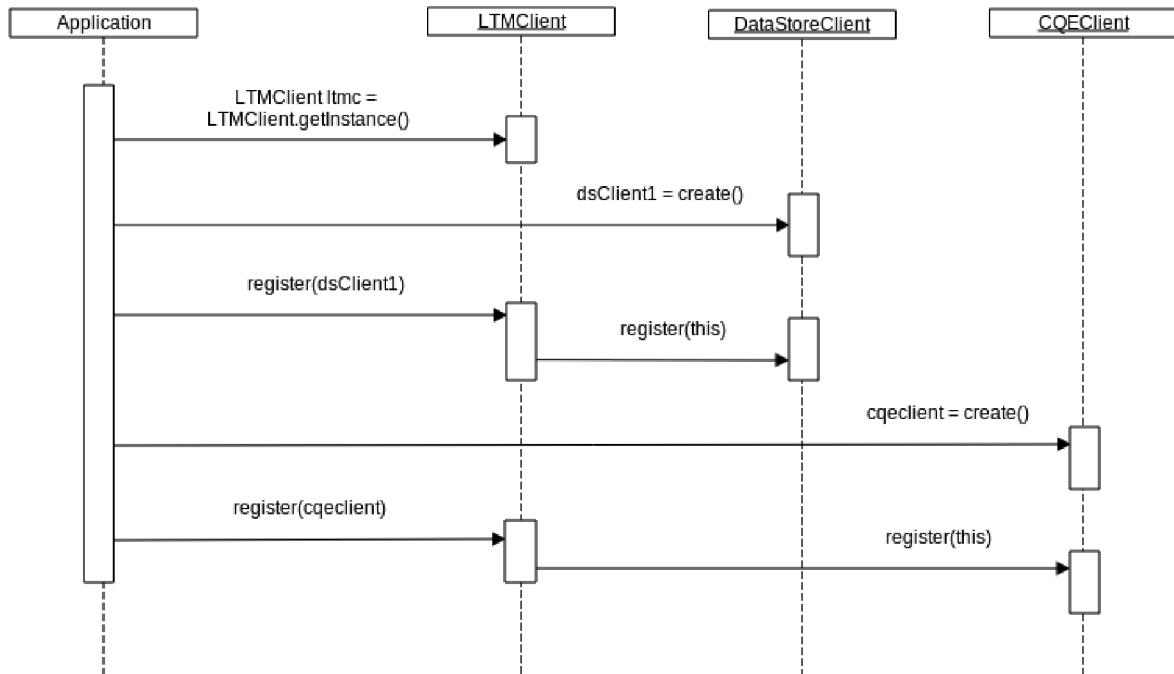 Application
LTMClient
DataStoreClient
CQEClient
LTMClient ltmc =
LTMClient.getInstance()
dsClient1 = create()
register(dsClient1)
register(this)
cqeclient = create()
register(cqeclient)
register(this)